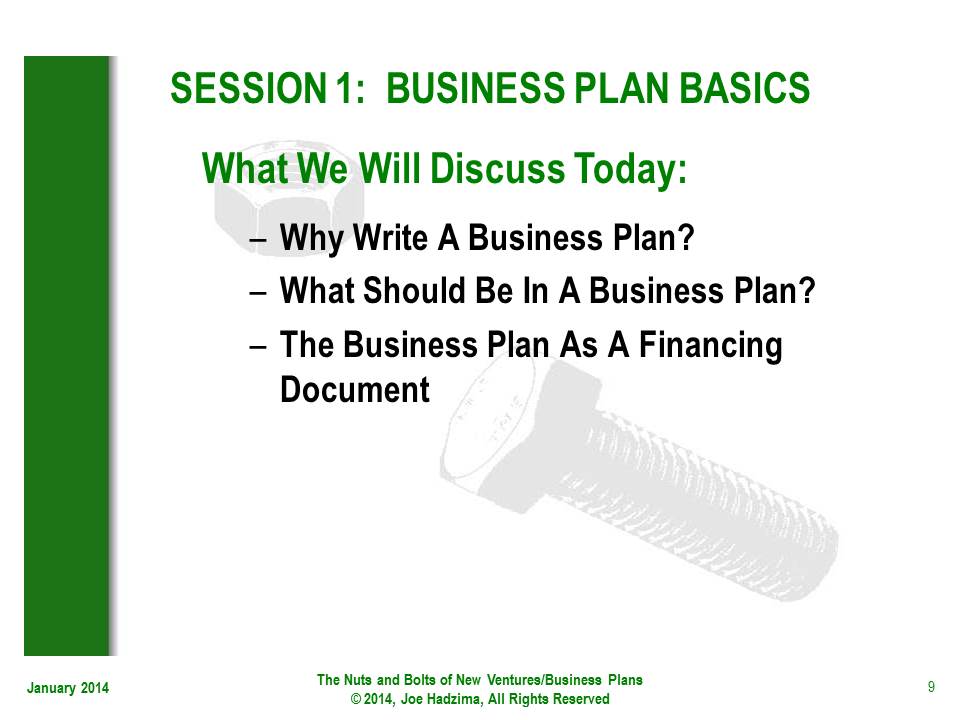 SESSION 1: BUSINESS PLAN BASICS
What We Will Discuss Today:
– Why Write A Business Plan?
– What Should Be In A Business Plan?
– The Business Plan As A Financing
Document
January 2014
The Nuts and Bolts of New Ventures/Business Plans
© 2014, Joe Hadzima, All Rights Reserved
9